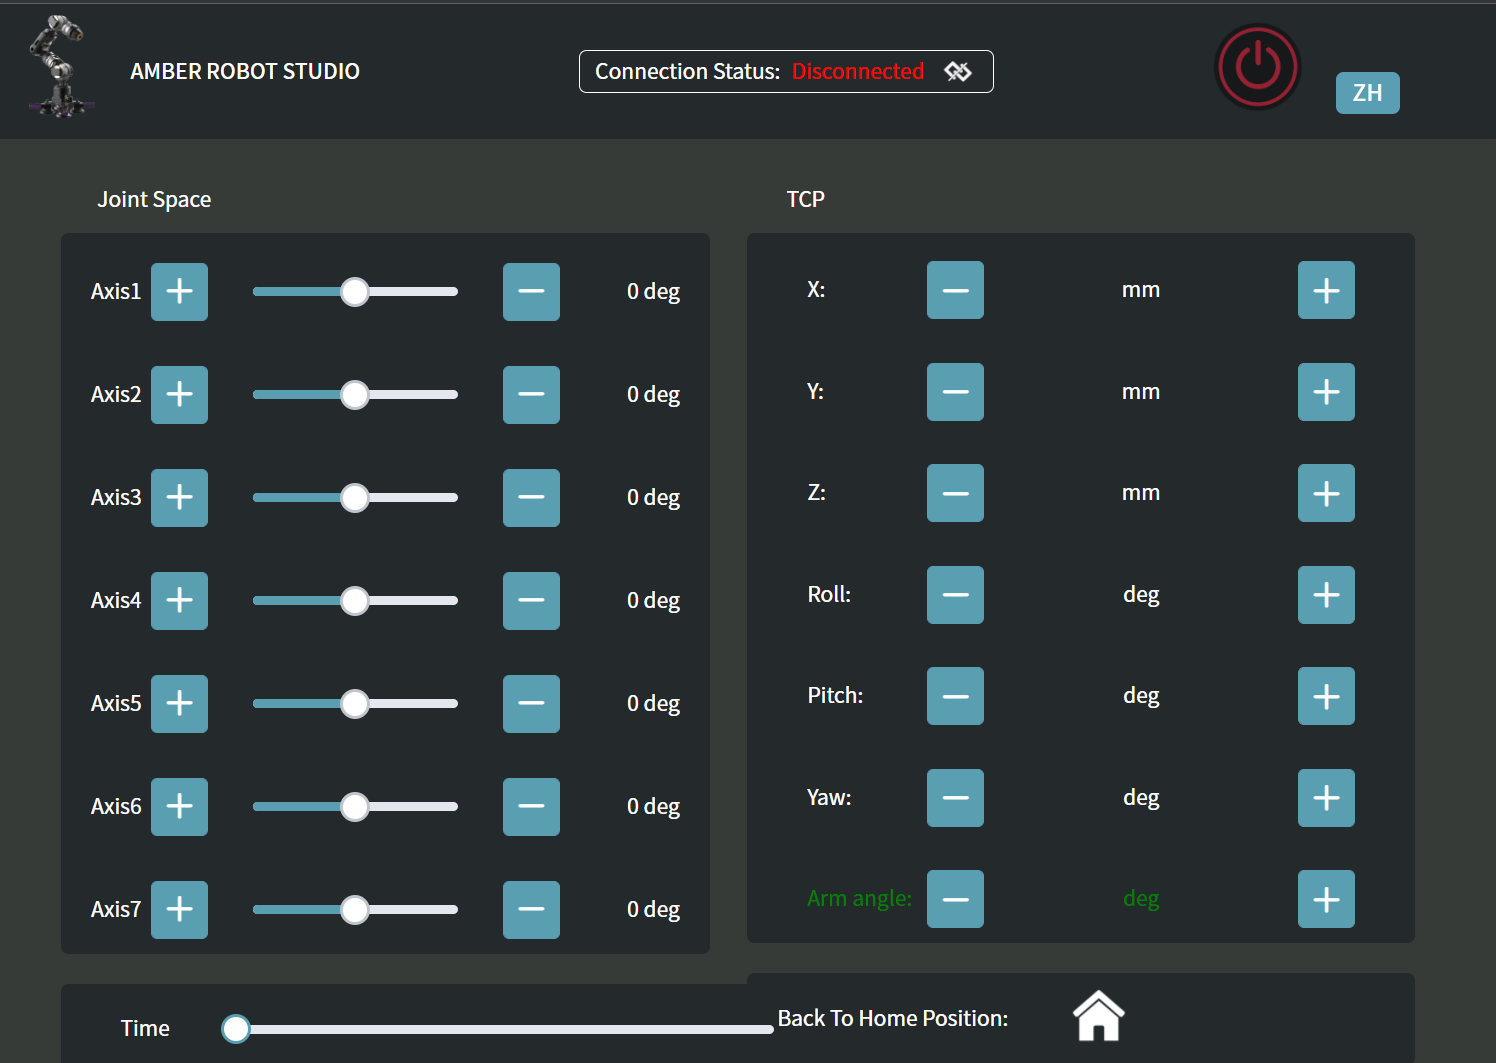 AMBER ROBOT STUDIO
Connection Status: Disconnected
ZH
Joint Space
Axis1 0 deg
Axis2 0 deg
Axis3 0 deg
Axis4 0 deg
Axis5 0 deg
Axis6 0 deg
Axis7 0 deg
TCP
X: mm
Y: mm
Z: mm
Roll: deg
Pitch: deg
Yaw: deg
Arm angle: deg
Time
Back To Home Position: